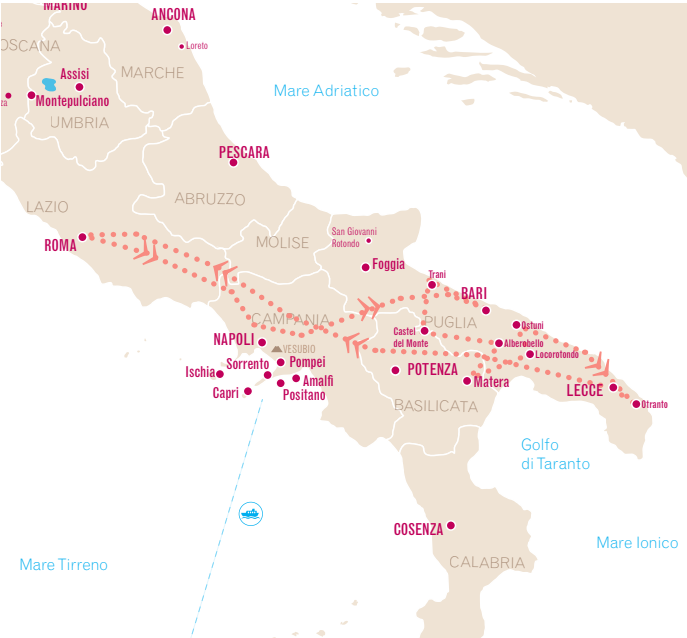 MARINO
ANCONA
Loreto
OSCANA
MARCHE
Assisi
Montepulciano
za
UMBRIA
Mare Adriatico
PESCARA
ABRUZZO
LAZIO
ROMA
MOLISE
San Giovanni
Rotondo
Foggia
Trani
BARI
CAMPANIA
PUGLIA
Ostuni
Castel
del Monte
Alberobello
Locorotondo
NAPOLI
VESUBIO
Pompei
Sorrento
Ischia
Amalfi
Capri
Positano
POTENZA
Matera
LECCE
Otranto
BASILICATA
Golfo
di Taranto
COSENZA
Mare Ionico
CALABRIA
Mare Tirreno